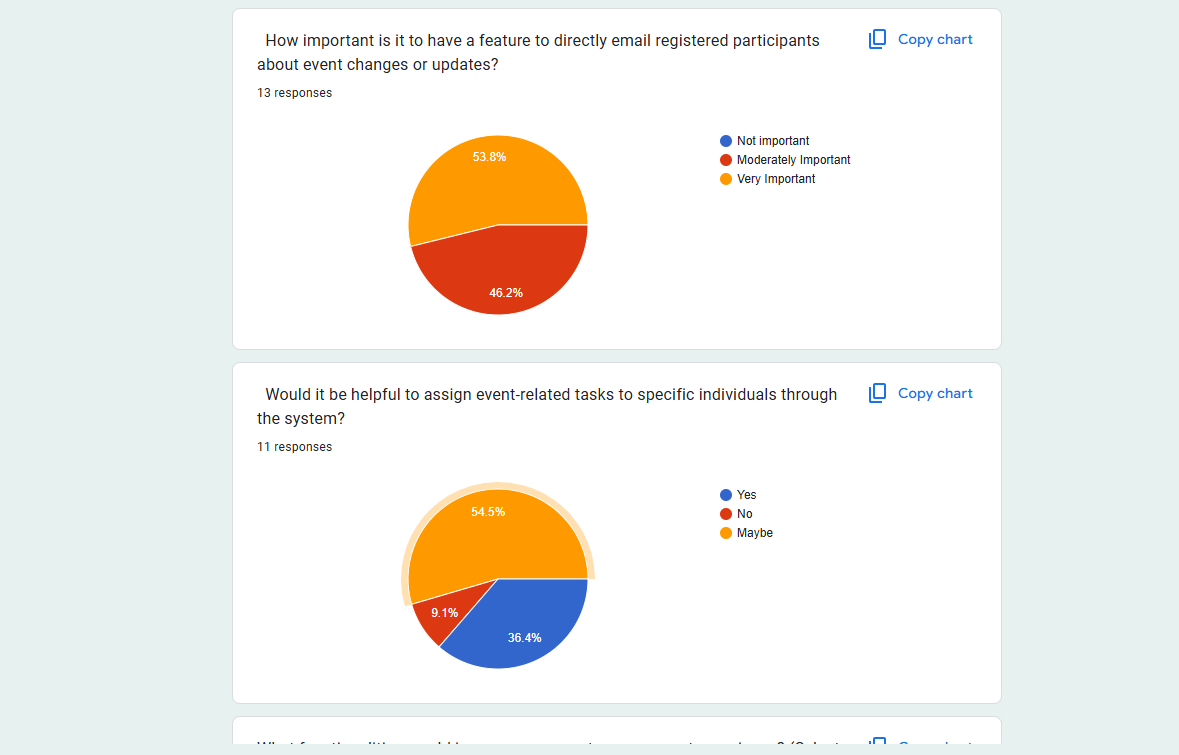 How important is it to have a feature to directly email registered participants
about event changes or updates?
Copy chart
13 responses
Not important
Moderately Important
Very Important
53.8%
46.2%
Would it be helpful to assign event-related tasks to specific individuals through
the system?
Copy chart
11 responses
Yes
No
Maybe
54.5%
9.1%
36.4%